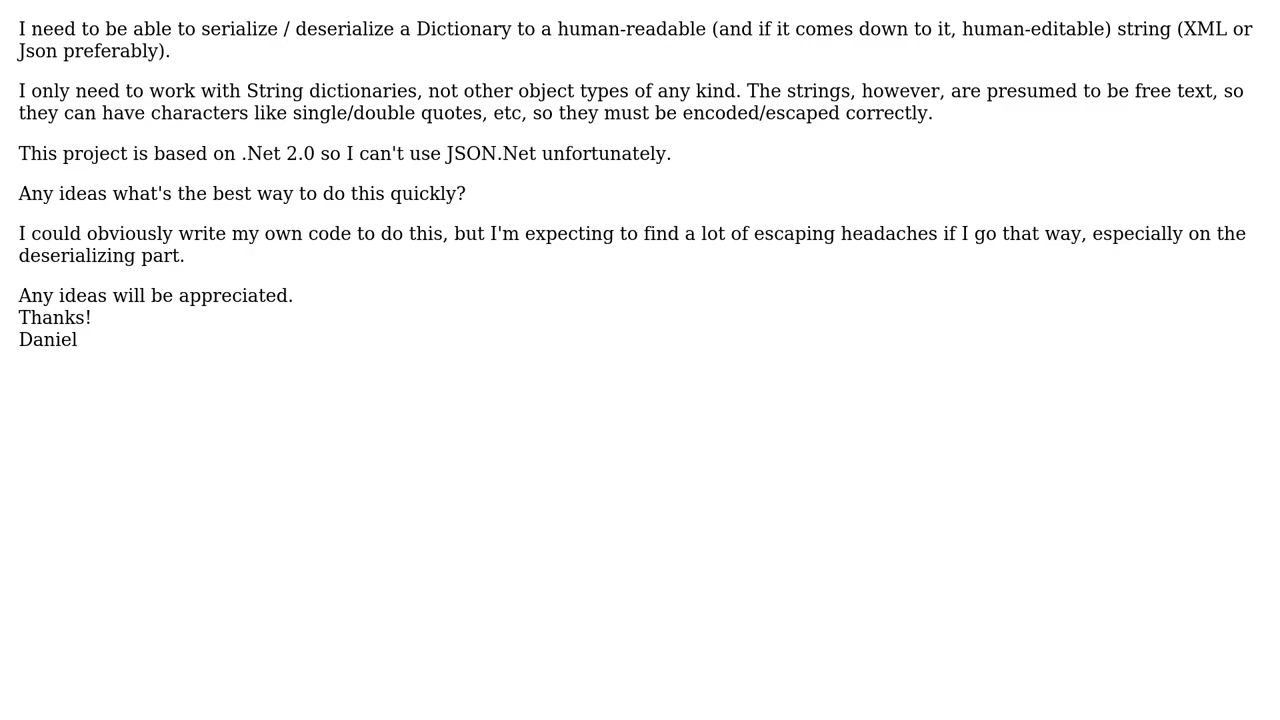 I need to be able to serialize / deserialize a Dictionary to a human-readable (and if it comes down to it, human-editable) string (XML or
Json preferably).
I only need to work with String dictionaries, not other object types of any kind. The strings, however, are presumed to be free text, so
they can have characters like single/double quotes, etc, so they must be encoded/escaped correctly.
This project is based on .Net 2.0 so I can't use JSON.Net unfortunately.
Any ideas what's the best way to do this quickly?
I could obviously write my own code to do this, but I'm expecting to find a lot of escaping headaches if I go that way, especially on the
deserializing part.
Any ideas will be appreciated.
Thanks!
Daniel